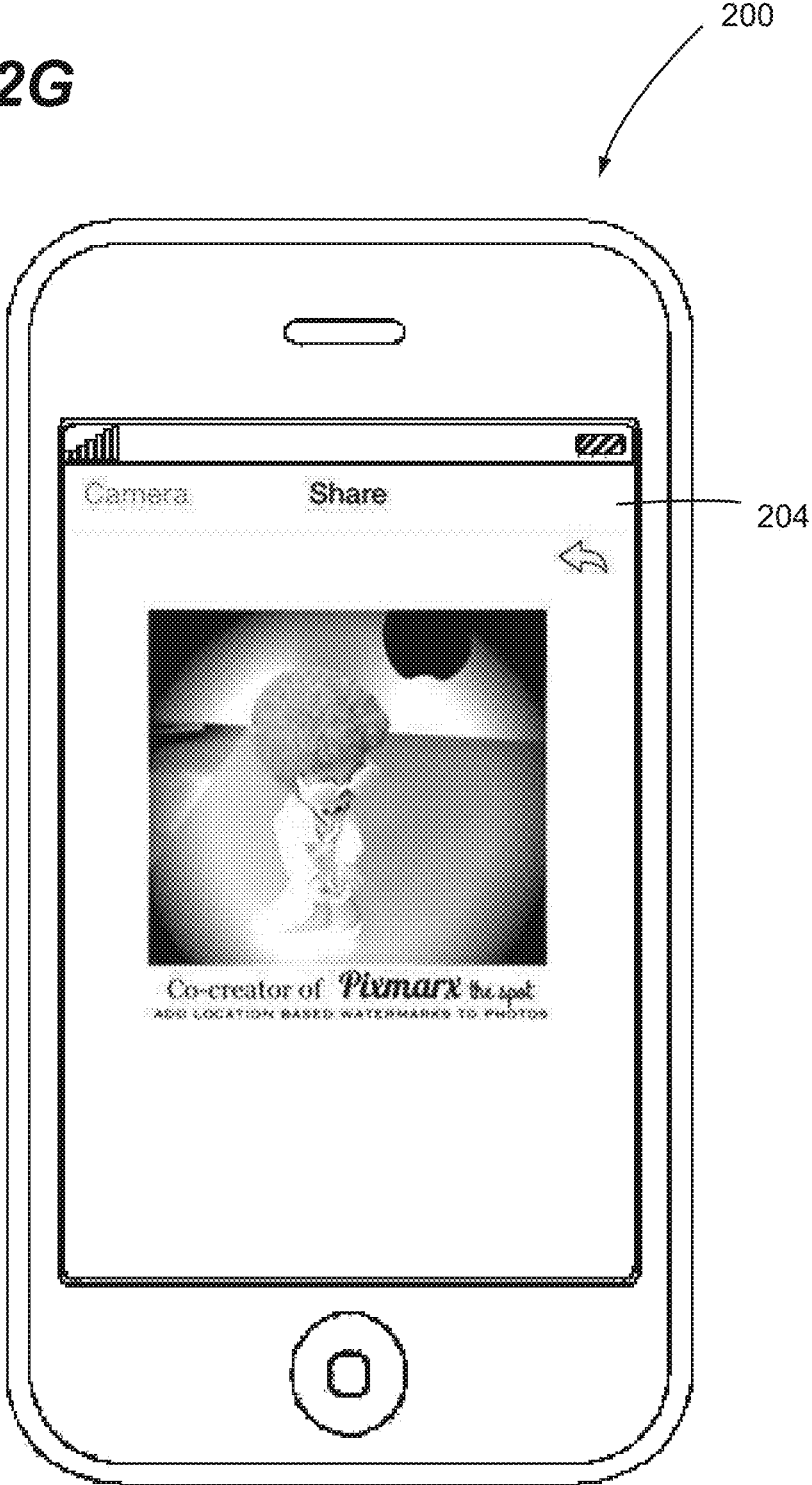 200
2G
Camera Share
204
Co-creator of Pixmarx the spot
ADD LOCATION BASED WATERMARKS TO PHOTOS